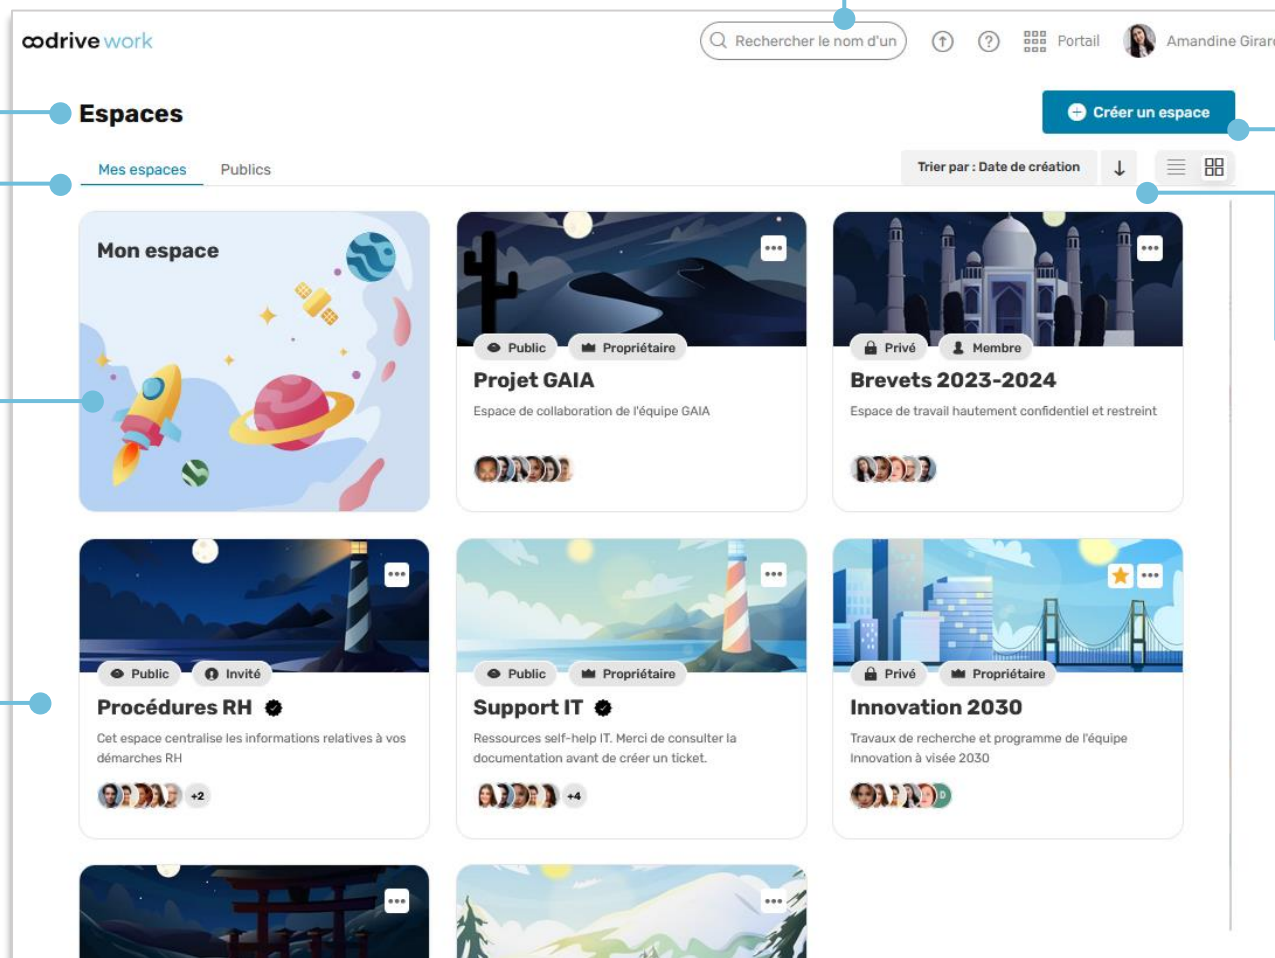 oodrive work
Rechercher le nom d'un
Portail
Amandine Girard
Espaces
Créer un espace
Mes espaces
Publics
Trier par : Date de création
Mon espace
Public
Propriétaire
Projet GAIA
Espace de collaboration de l'équipe GAIA
Privé
Membre
Brevets 2023-2024
Espace de travail hautement confidentiel et restreint
Public
Invité
Procédures RH
Cet espace centralise les informations relatives à vos
démarches RH
+2
Public
Propriétaire
Support IT
Ressources self-help IT. Merci de consulter la
documentation avant de créer un ticket.
+4
Privé
Propriétaire
Innovation 2030
Travaux de recherche et programme de l'équipe
Innovation à visée 2030
D